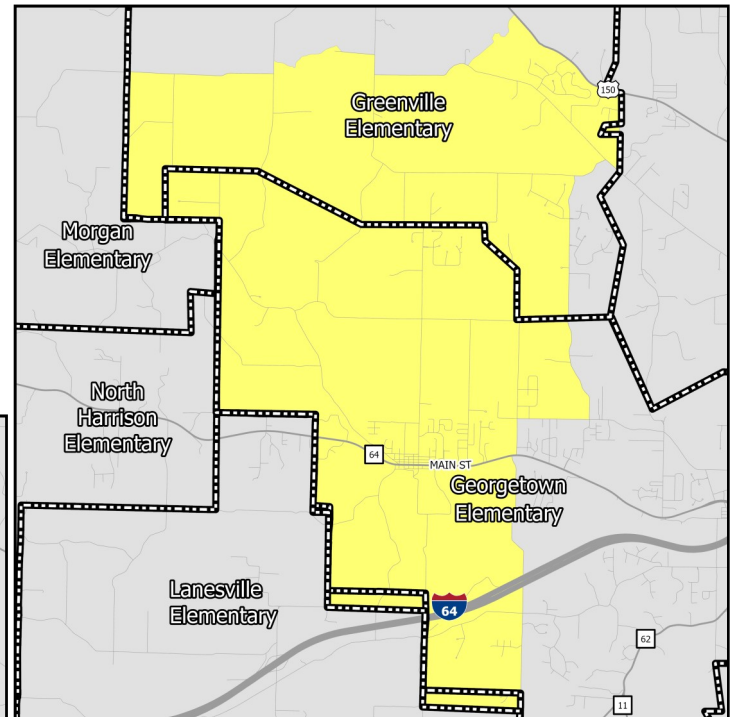 Greenville
Elementary
150
Morgan
Elementary
North
Harrison
Elementary
64
MAIN ST
Georgetown
Elementary
Lanesville
Elementary
64
62
11